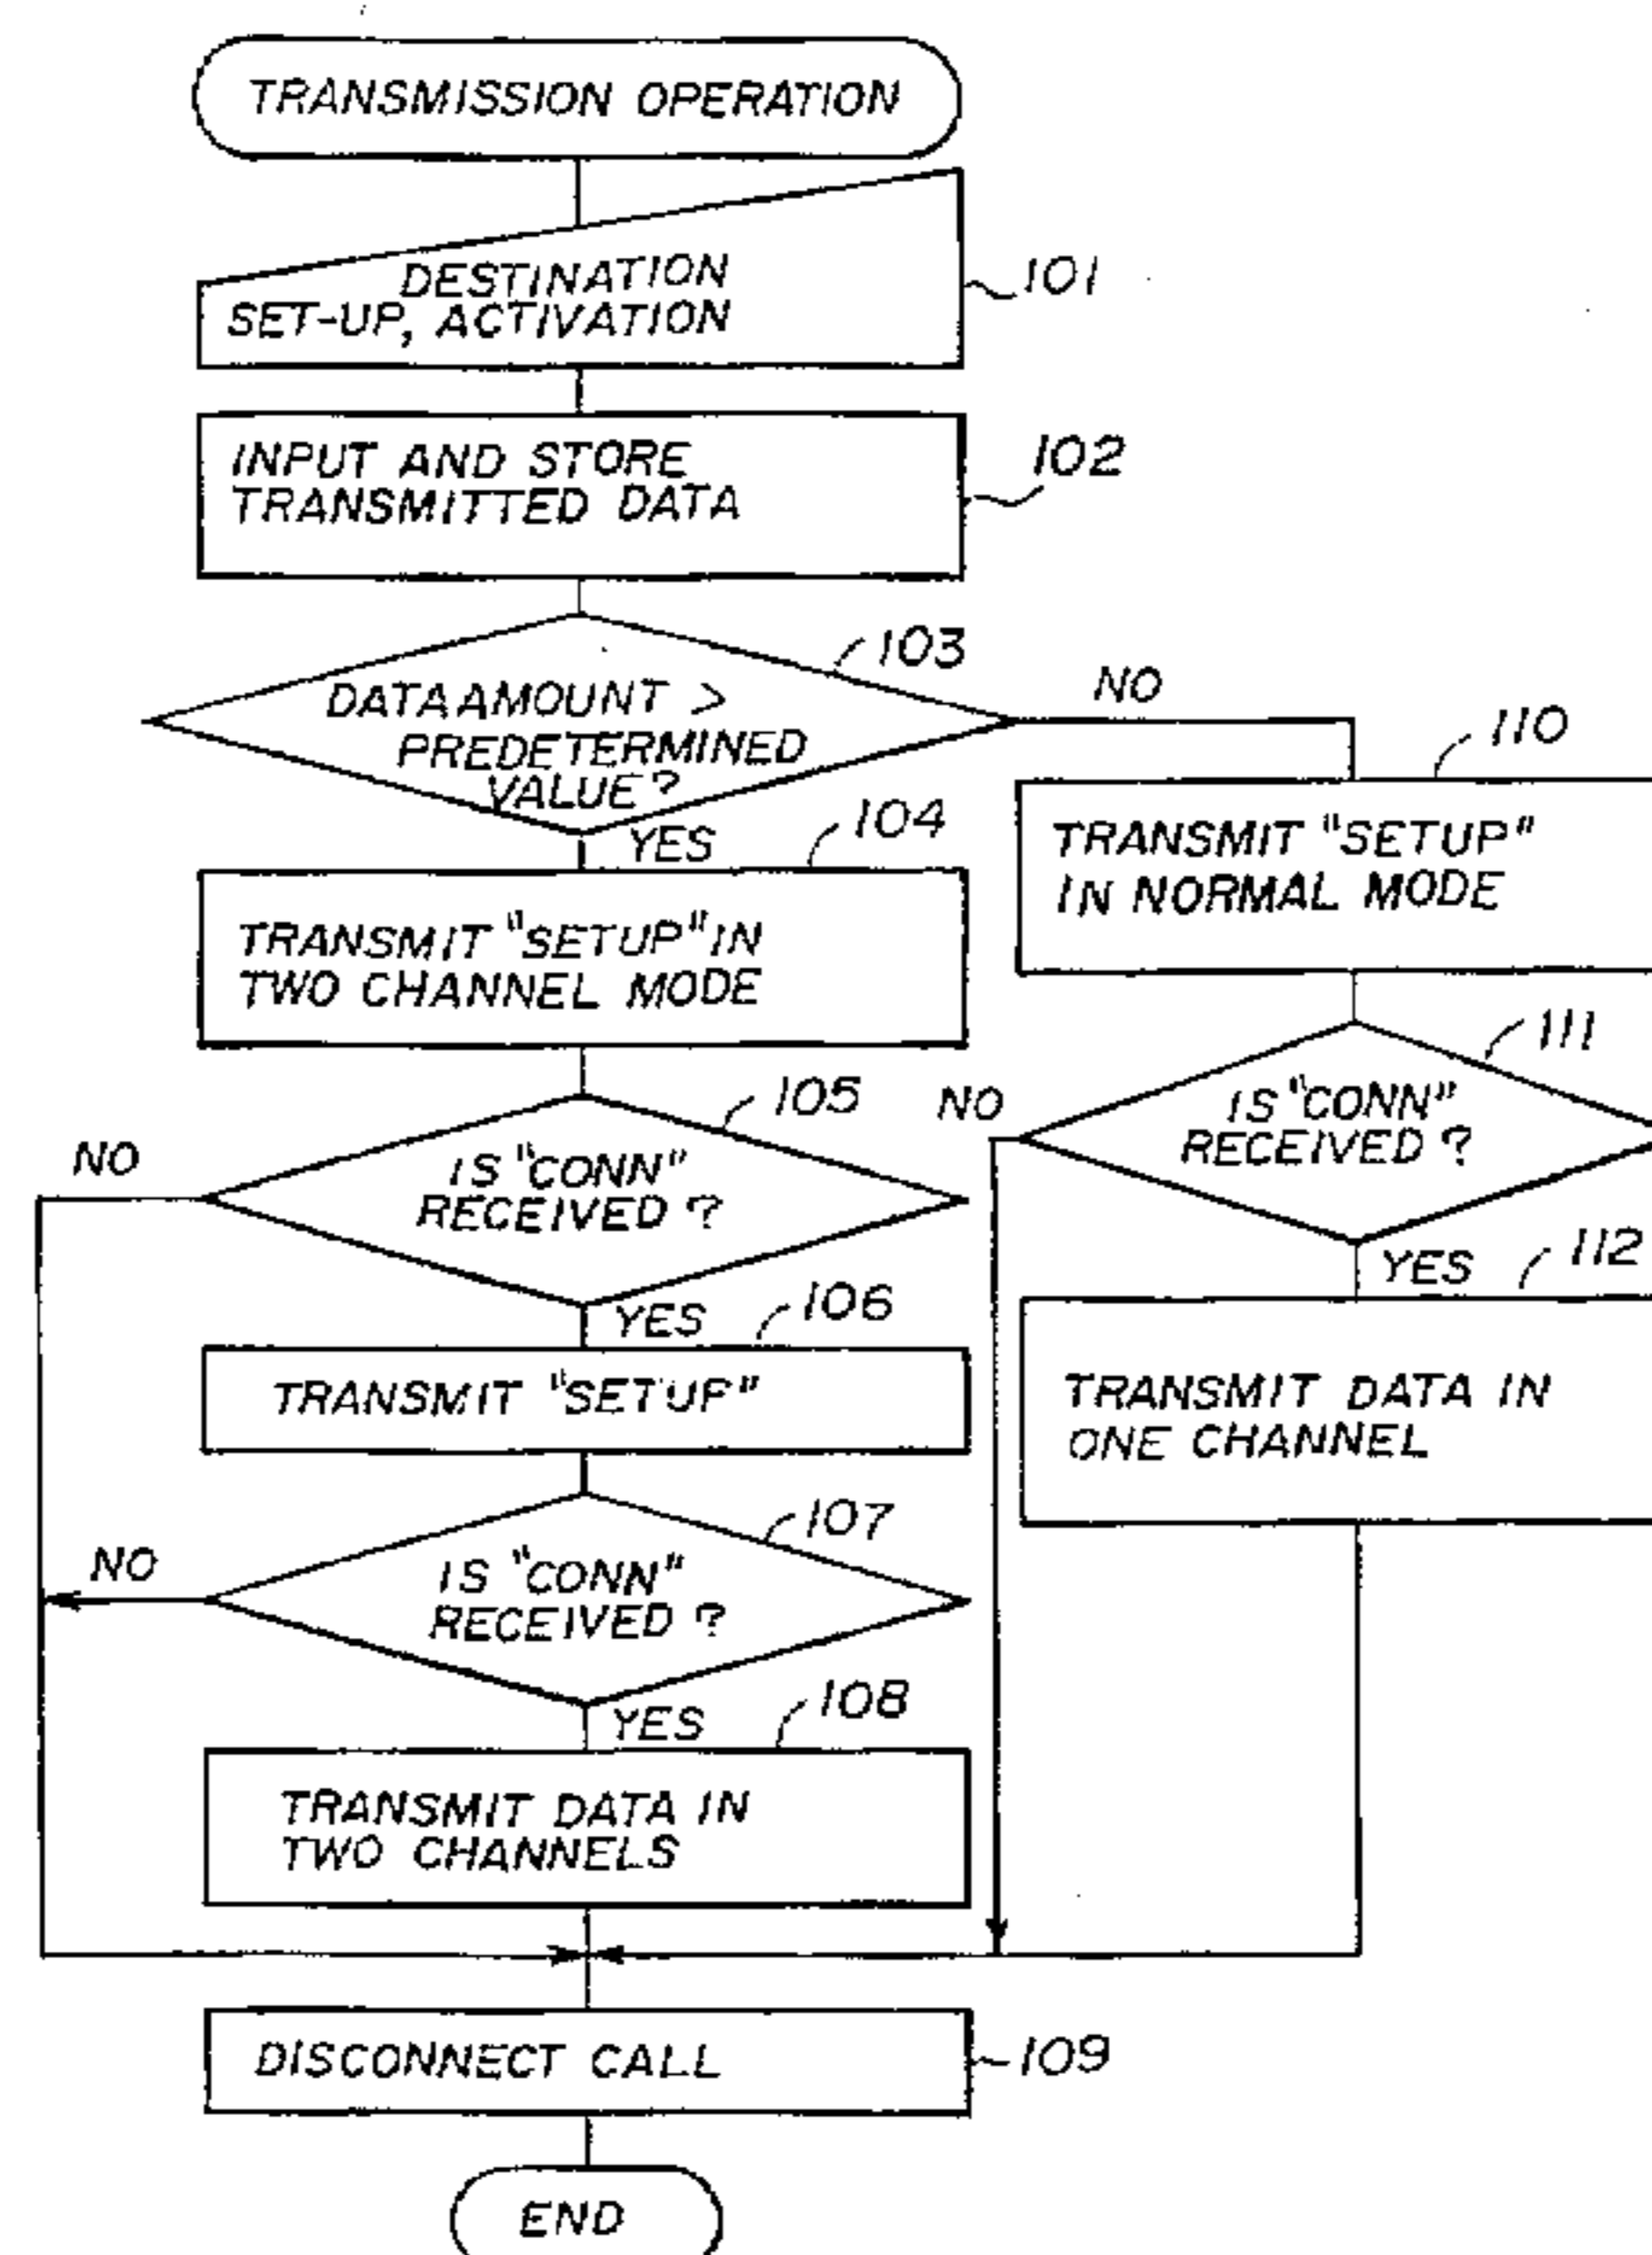 TRANSMISSION OPERATION
DESTINATION
SET-UP, ACTIVATION
101
INPUT AND STORE
TRANSMITTED DATA
102
103
DATA AMOUNT >
PREDETERMINED
VALUE?
NO
YES
104
TRANSMIT "SETUP" IN
TWO CHANNEL MODE
110
TRANSMIT "SETUP"
IN NORMAL MODE
105
IS "CONN"
RECEIVED ?
NO
YES
111
IS "CONN"
RECEIVED ?
NO
YES
106
TRANSMIT "SETUP"
112
TRANSMIT DATA IN
ONE CHANNEL
107
IS "CONN"
RECEIVED ?
NO
YES
108
TRANSMIT DATA IN
TWO CHANNELS
DISCONNECT CALL
109
END